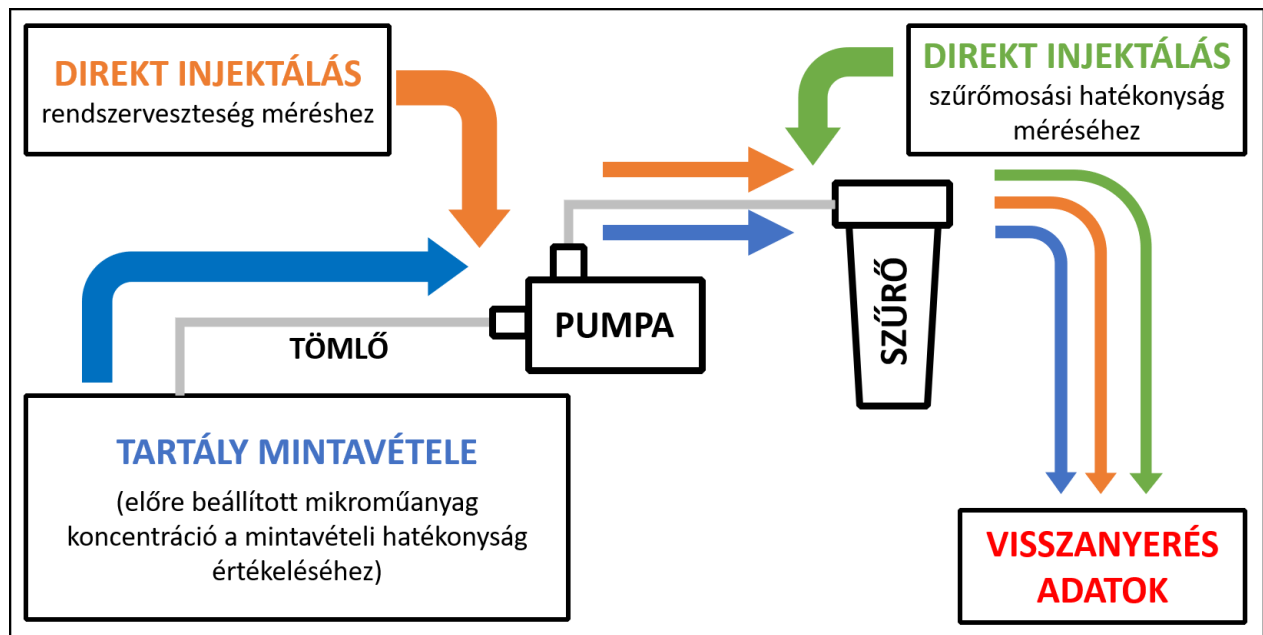 DIREKT INJEKTÁLÁS
rendszerveszteség méréshez
DIREKT INJEKTÁLÁS
szűrőmosási hatékonyság
méréséhez
TÖMLŐ
PUMPA
SZŰRŐ
TARTÁLY MINTAVÉTELE
(előre beállított mikroműanyag
koncentráció a mintavételi hatékonyság
értékeléséhez)
VISSZANYERÉS
ADATOK